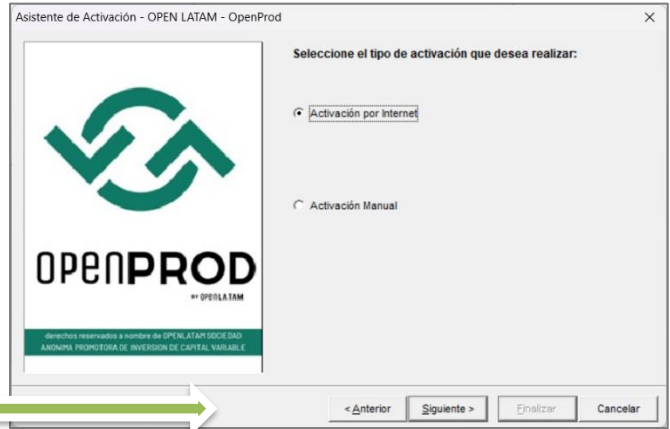 Asistente de Activación - OPEN LATAM - OpenProd
Seleccione el tipo de activación que desea realizar:
Activación por Internet
Activación Manual
OPENPROD
BY OPENLATAM
derechos reservados a nombre de OPENLATAM SOCIEDAD
ANONIMA PROMOTORA DE INVERSION DE CAPITAL VARIABLE
< Anterior
Siguiente >
Finalizar
Cancelar